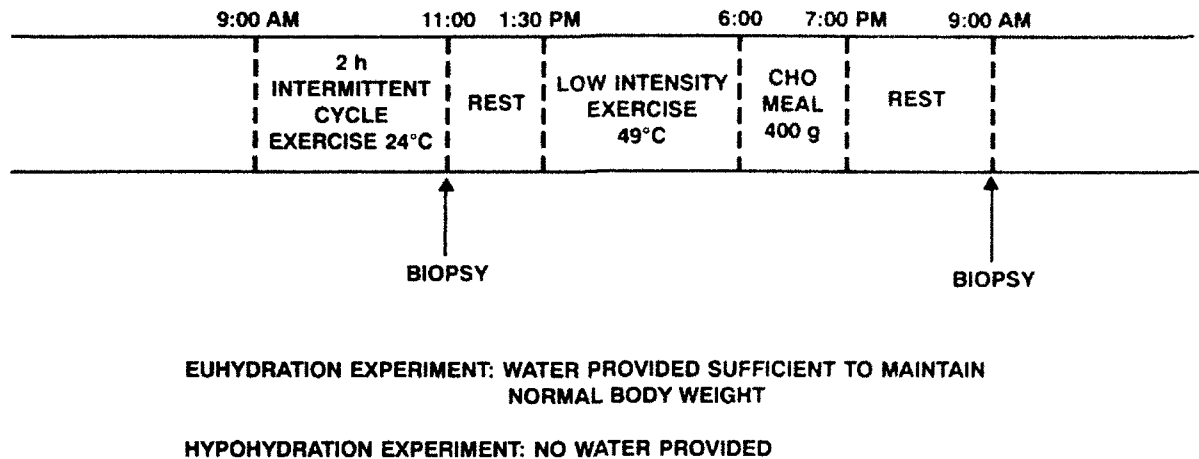 9:00 AM 11:00 1:30 PM 6:00 7:00 PM 9:00 AM
2 h
INTERMITTENT
CYCLE
EXERCISE 24°C
REST
LOW INTENSITY
EXERCISE
49°C
CHO
MEAL
400 g
REST
BIOPSY
BIOPSY
EUHYDRATION EXPERIMENT: WATER PROVIDED SUFFICIENT TO MAINTAIN
NORMAL BODY WEIGHT
HYPOHYDRATION EXPERIMENT: NO WATER PROVIDED